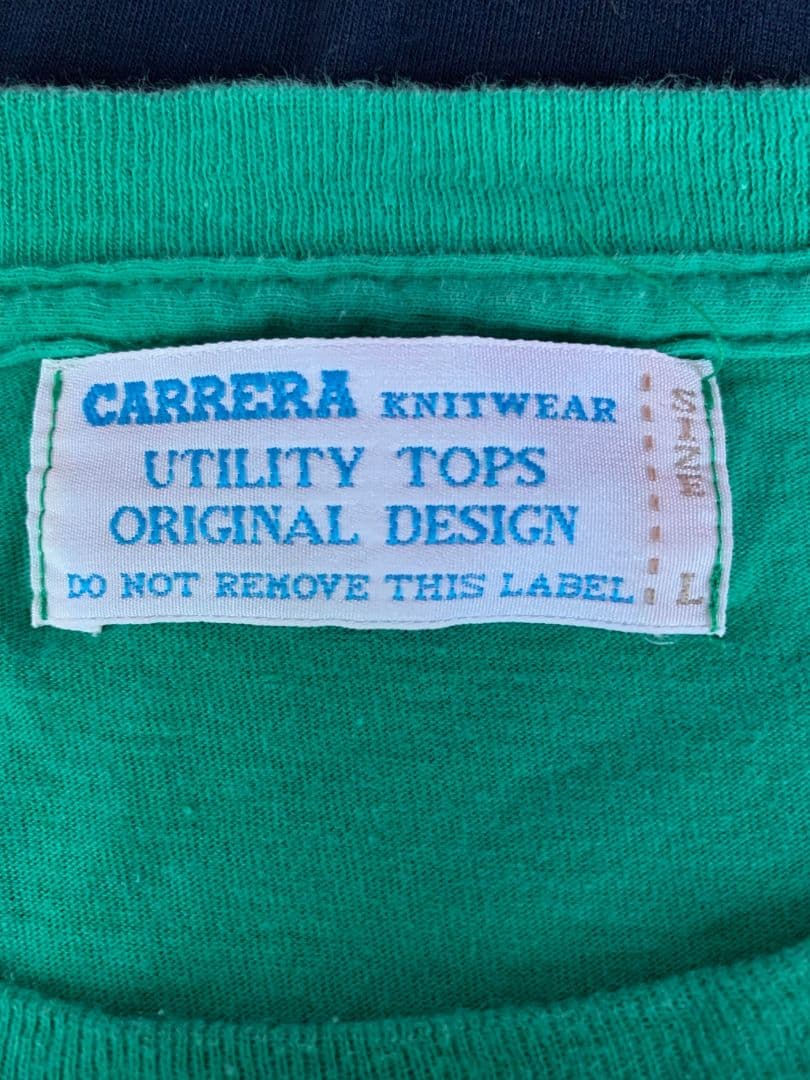 CARRERA KNITWEAR
UTILITY TOPS
ORIGINAL DESIGN
DO NOT REMOVE THIS LABEL
SIZE L